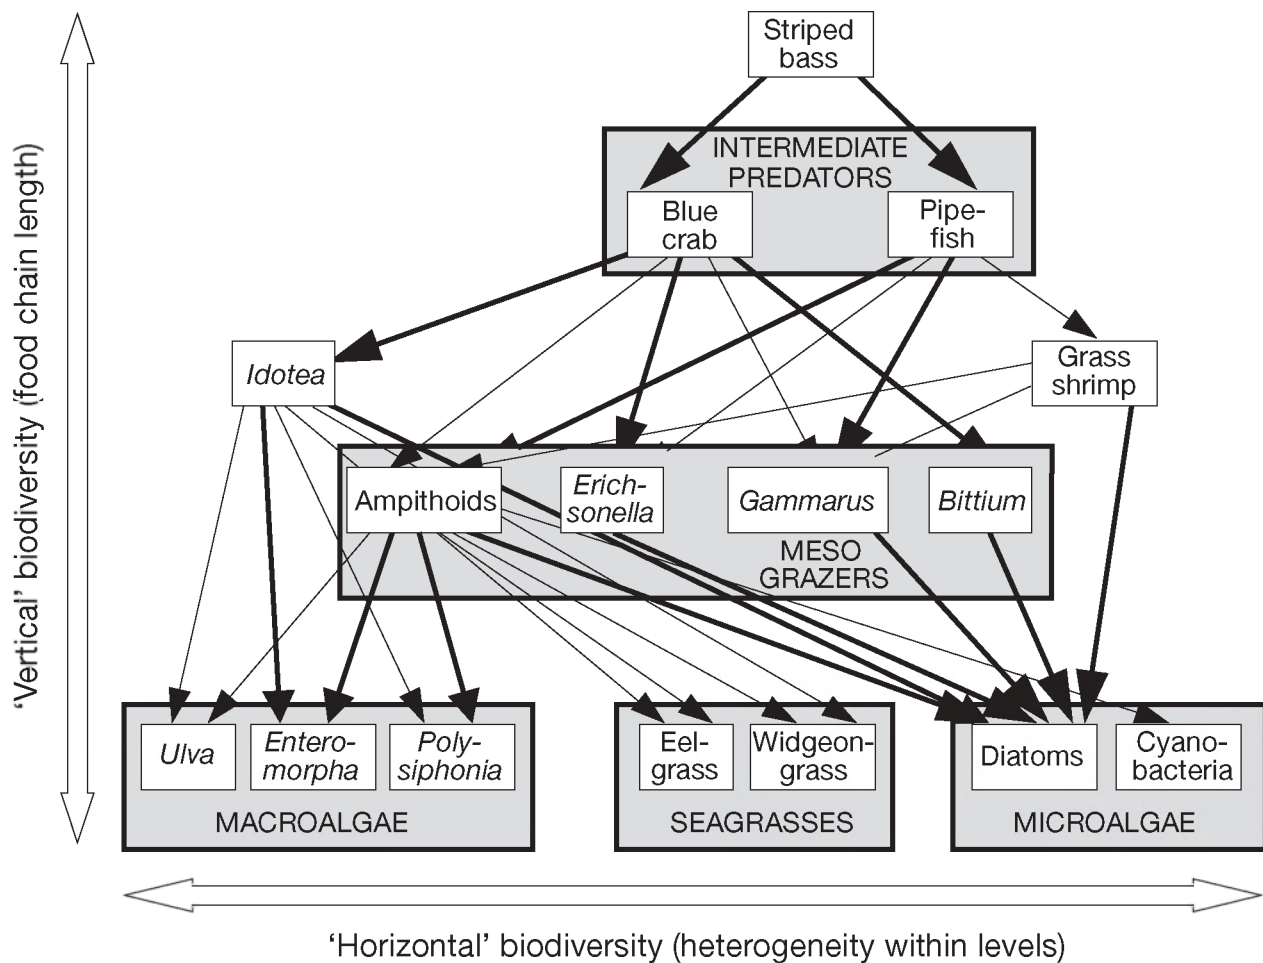 Striped
bass
INTERMEDIATE
PREDATORS
Blue
crab
Pipe-
fish
Idotea
Grass
shrimp
Ampithoids
Erich-
sonella
Gammarus
Bittium
MESO
GRAZERS
Ulva
Entero-
morpha
Poly-
siphonia
MACROALGAE
Eel-
grass
Widgeon-
grass
SEAGRASSES
Diatoms
Cyano-
bacteria
MICROALGAE
‘Vertical’ biodiversity (food chain length)
‘Horizontal’ biodiversity (heterogeneity within levels)